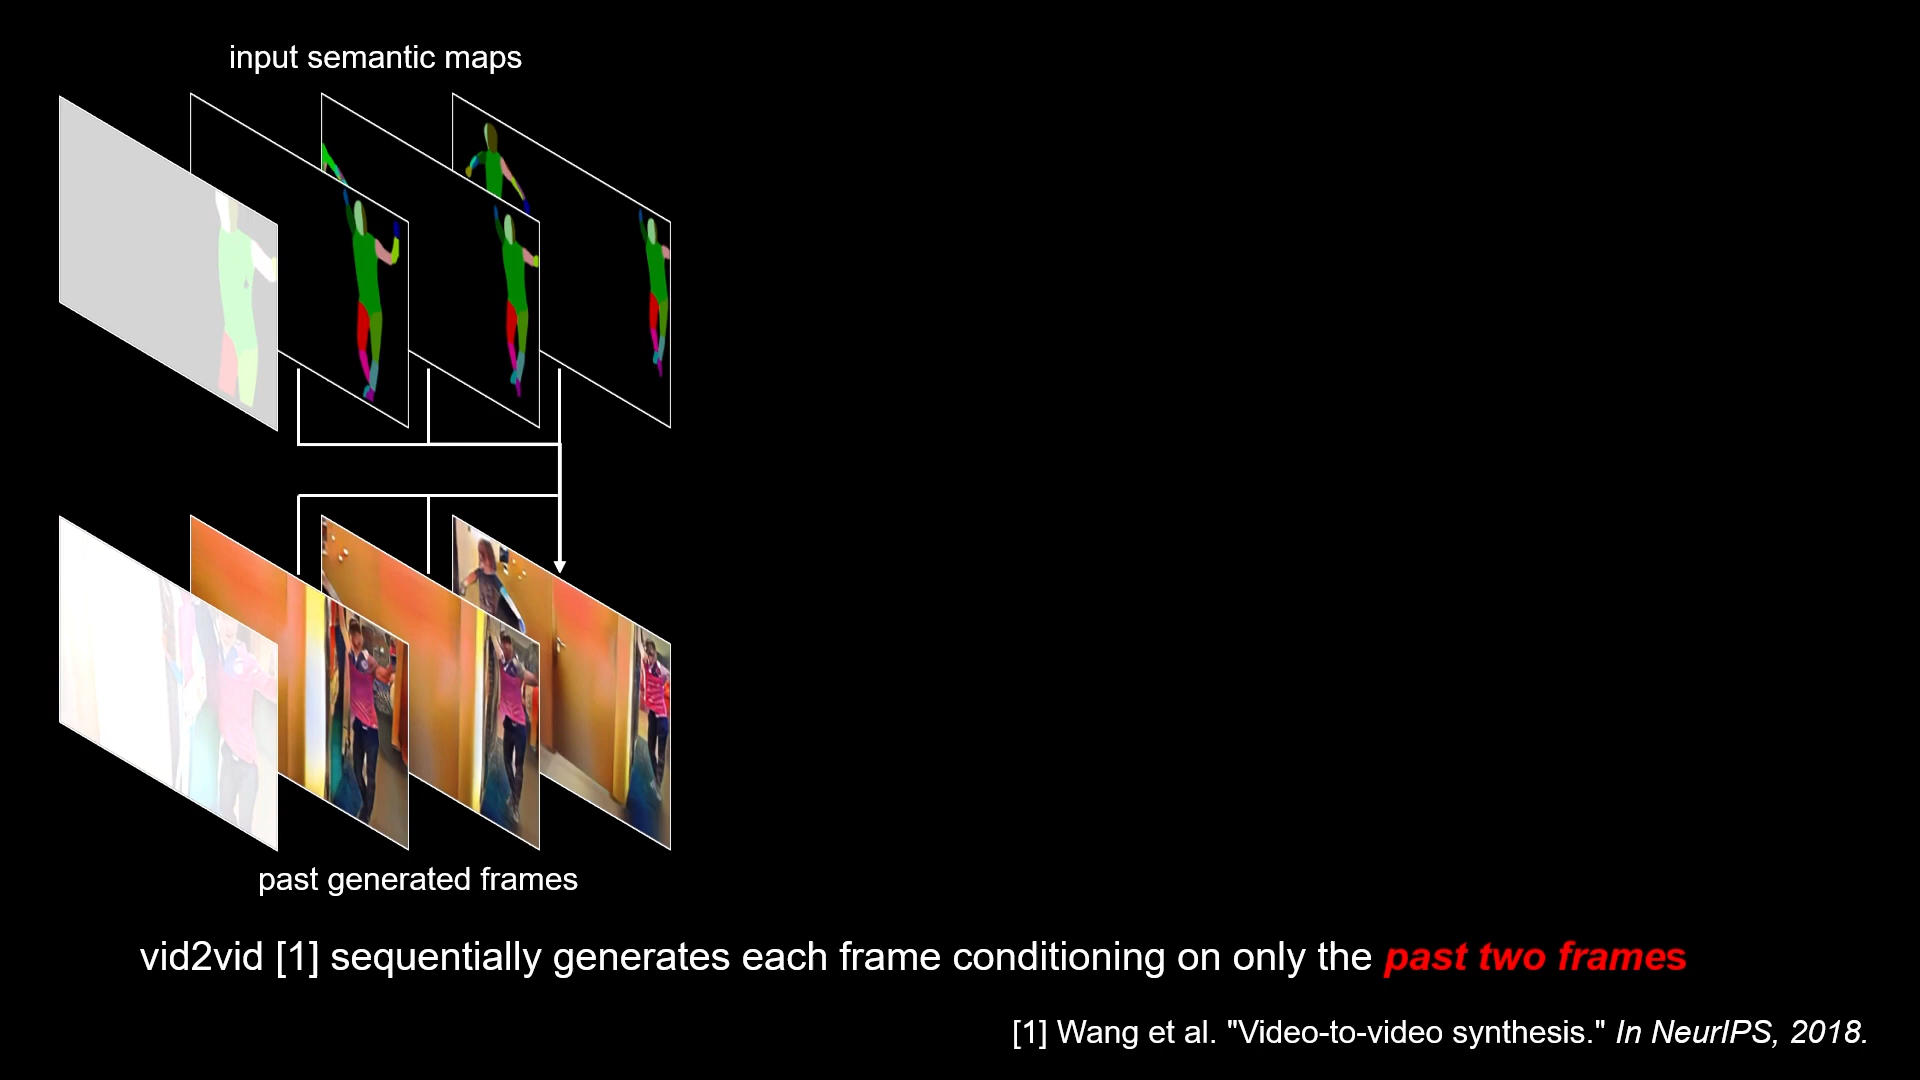 input semantic maps
past generated frames
vid2vid [1] sequentially generates each frame conditioning on only the past two frames
[1] Wang et al. "Video-to-video synthesis." In NeurIPS, 2018.